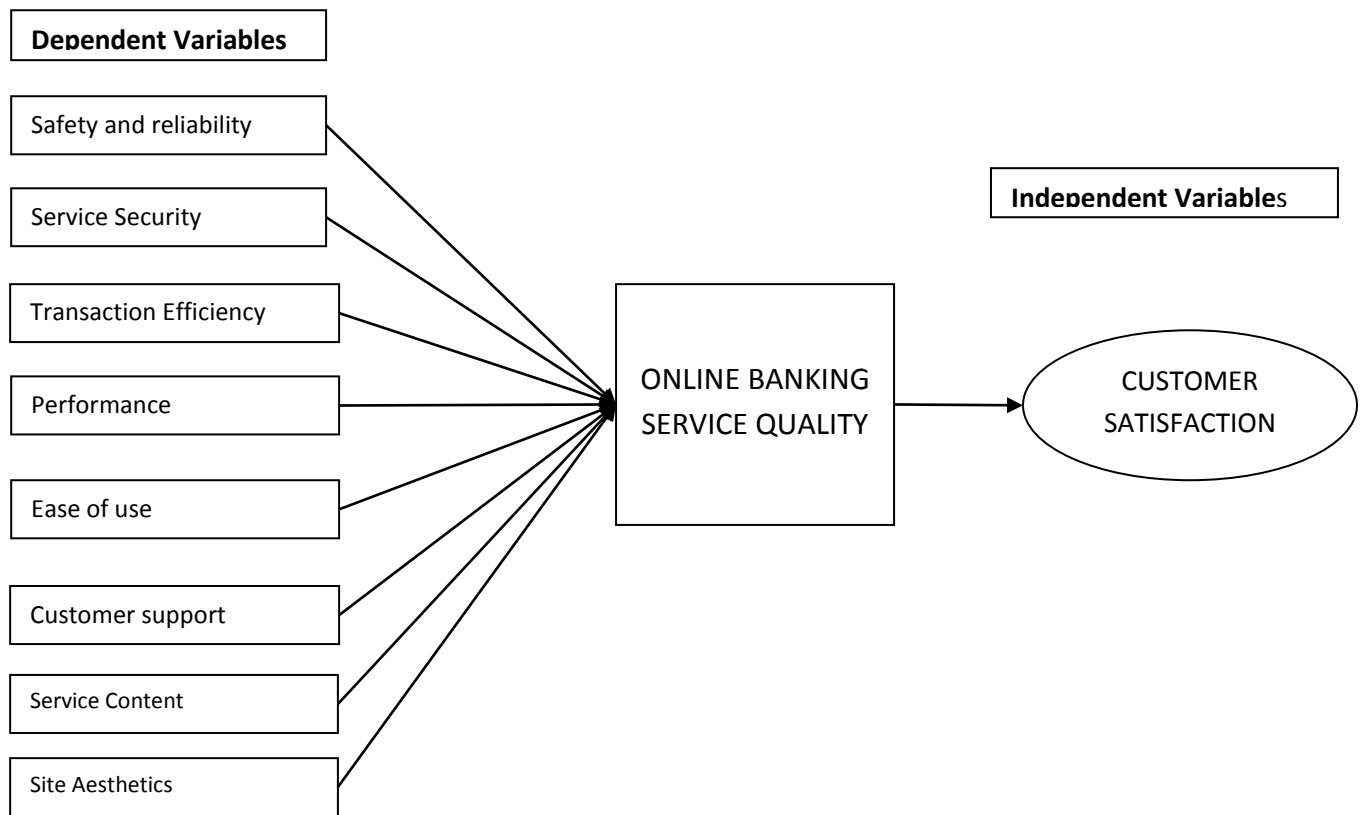 Dependent Variables
Safety and reliability
Service Security
Transaction Efficiency
Performance
Ease of use
Customer support
Service Content
Site Aesthetics
ONLINE BANKING
SERVICE QUALITY
Independent Variables
CUSTOMER
SATISFACTION